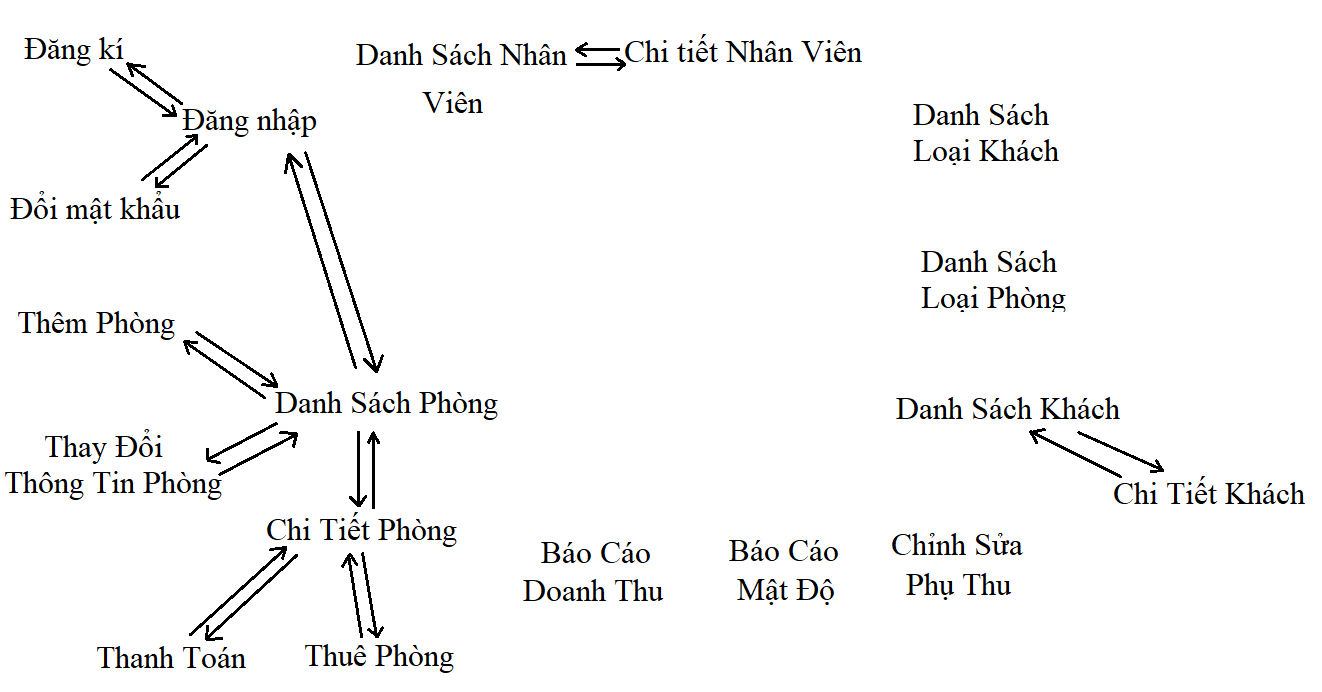 Đăng kí
Danh Sách Nhân
Viên
Chi tiết Nhân Viên
Đăng nhập
Đổi mật khẩu
Danh Sách
Loại Khách
Danh Sách
Loại Phòng
Thêm Phòng
Danh Sách Phòng
Danh Sách Khách
Thay Đổi
Thông Tin Phòng
Chi Tiết Khách
Chi Tiết Phòng
Báo Cáo
Doanh Thu
Báo Cáo
Mật Độ
Chỉnh Sửa
Phụ Thu
Thanh Toán
Thuê Phòng